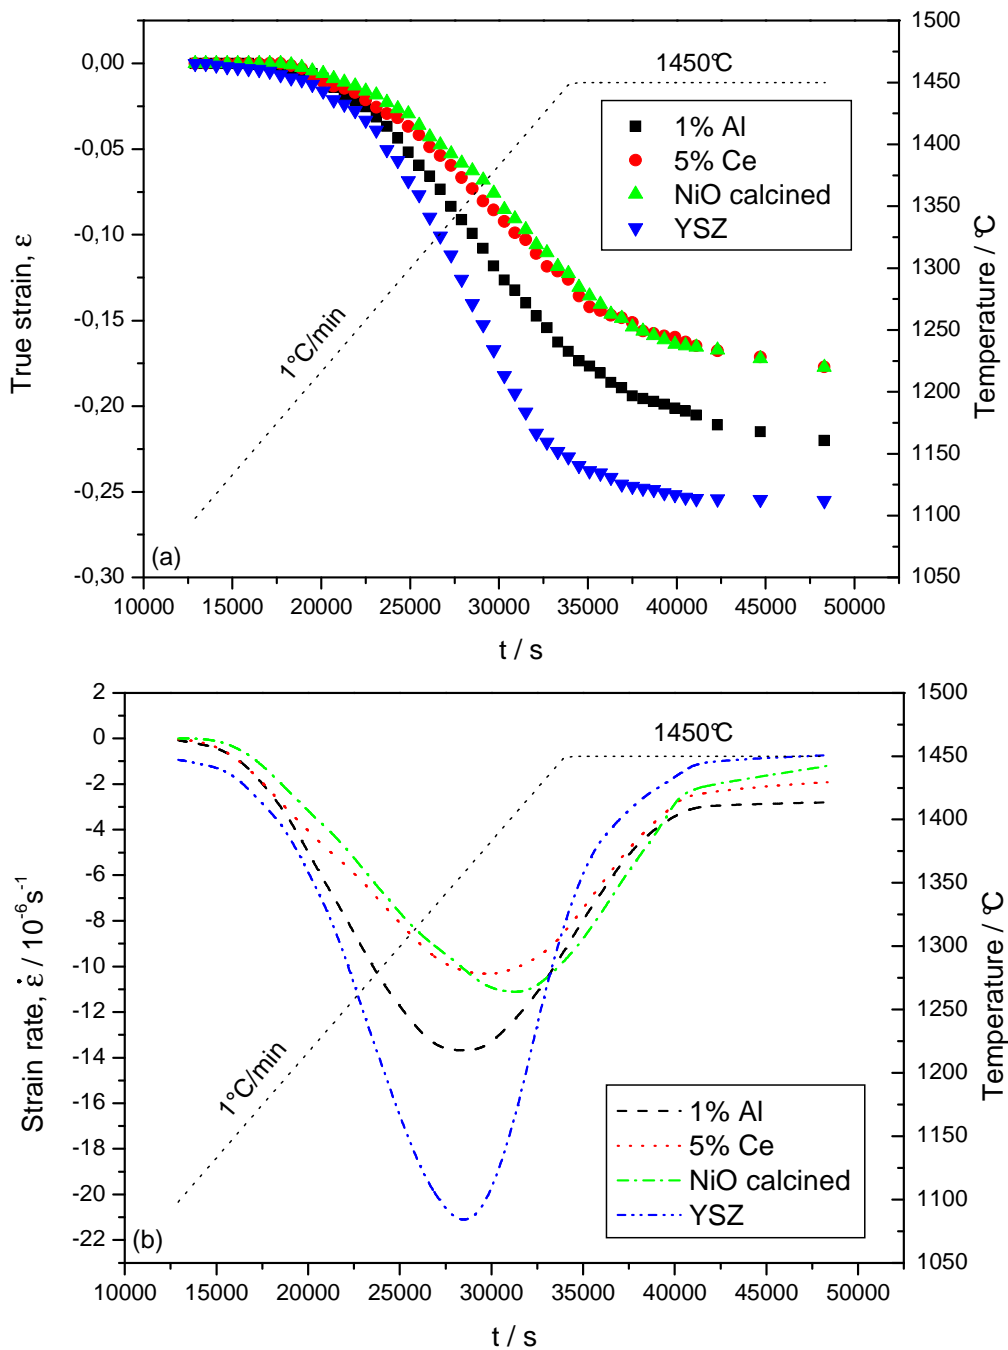 0,00
-0,05
-0,10
-0,15
-0,20
-0,25
-0,30
True strain, ε
1500
1450
1400
1350
1300
1250
1200
1150
1100
1050
Temperature / °C
1450°C
1°C/min
1% Al
5% Ce
NiO calcined
YSZ
(a)
10000 15000 20000 25000 30000 35000 40000 45000 50000
t / s
2
0
-2
-4
-6
-8
-10
-12
-14
-16
-18
-20
-22
Strain rate, ε̇ / 10⁻⁶s⁻¹
1500
1450
1400
1350
1300
1250
1200
1150
1100
1050
Temperature / °C
1450°C
1°C/min
1% Al
5% Ce
NiO calcined
YSZ
(b)
10000 15000 20000 25000 30000 35000 40000 45000 50000
t / s